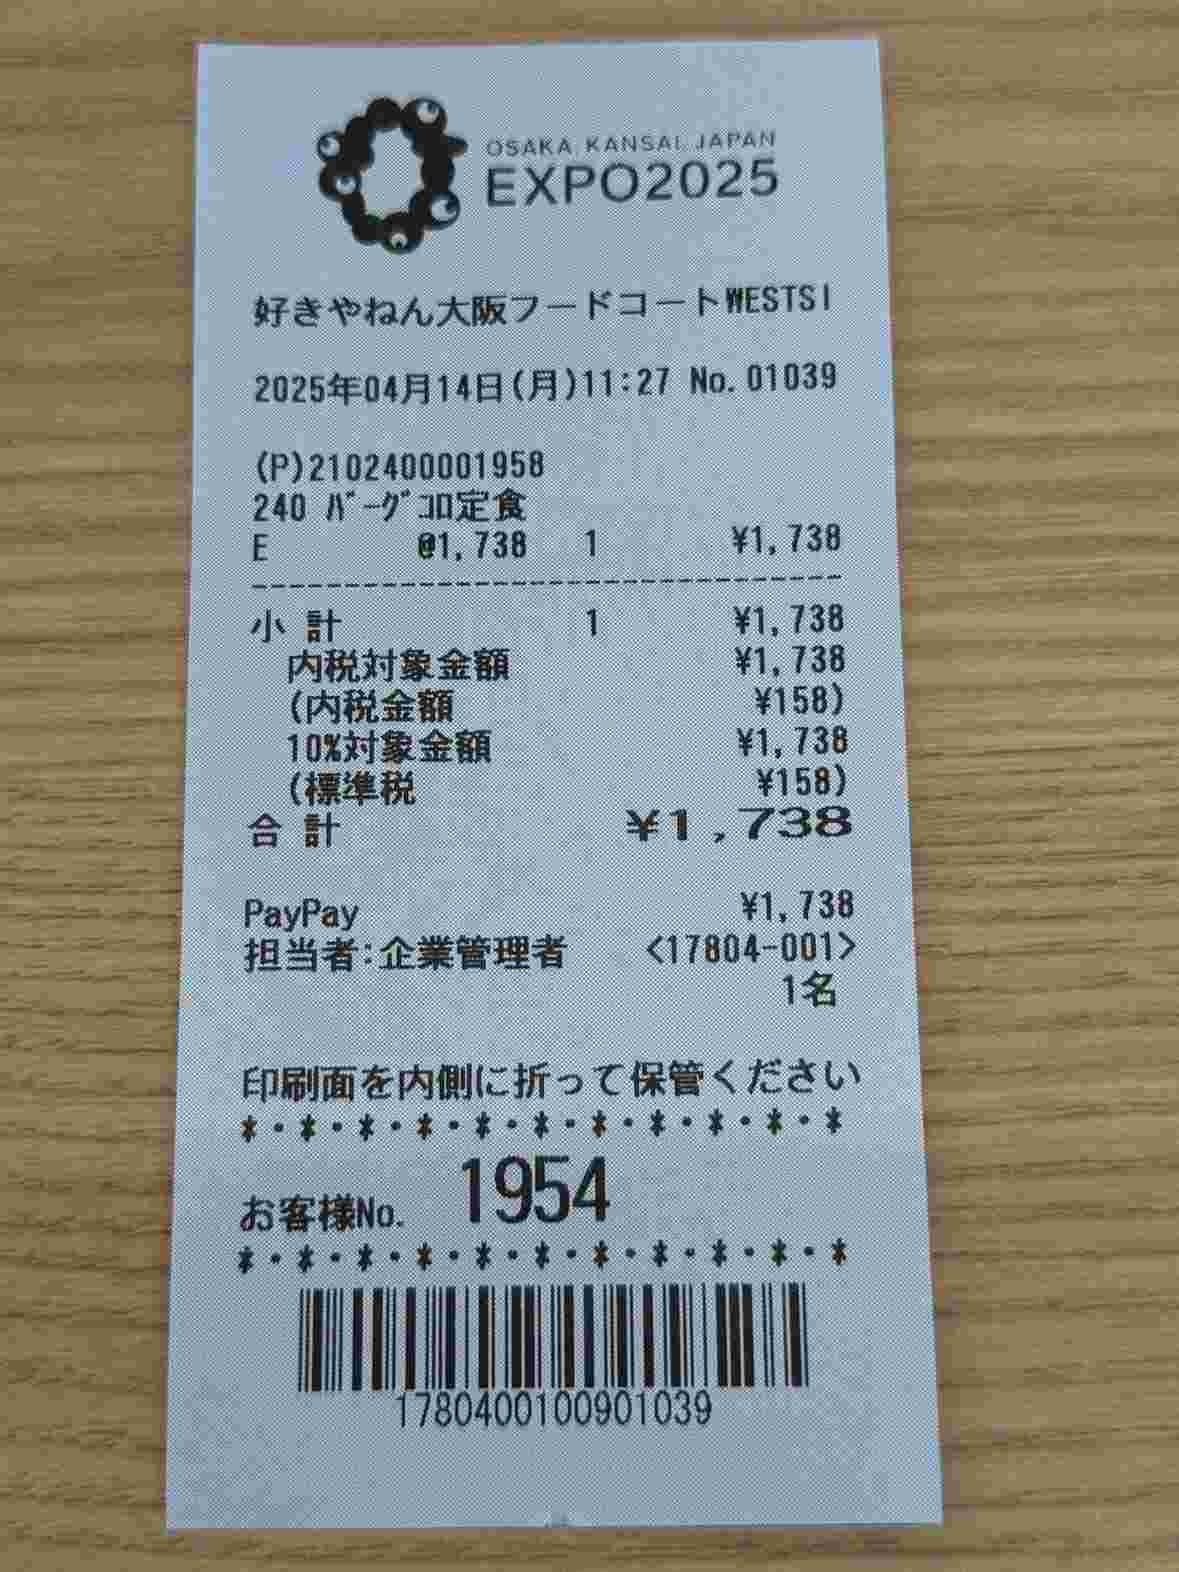 OSAKA, KANSAI, JAPAN
EXPO2025
好きやねん大阪フードコートWESTSI
2025年04月14日(月)11:27 No.01039
(P)2102400001958
240 ﾊﾞｰｸﾞｺﾛ定食
E @1,738 1 ¥1,738
小 計 1 ¥1,738
内税対象金額 ¥1,738
(内税金額 ¥158)
10%対象金額 ¥1,738
(標準税 ¥158)
合 計 ¥1,738
PayPay ¥1,738
担当者:企業管理者 <17804-001>
1名
印刷面を内側に折って保管ください
*・*・*・*・*・*・*・*・*・*・*
お客様No. 1954
*・*・*・*・*・*・*・*・*・*・*
1780400100901039